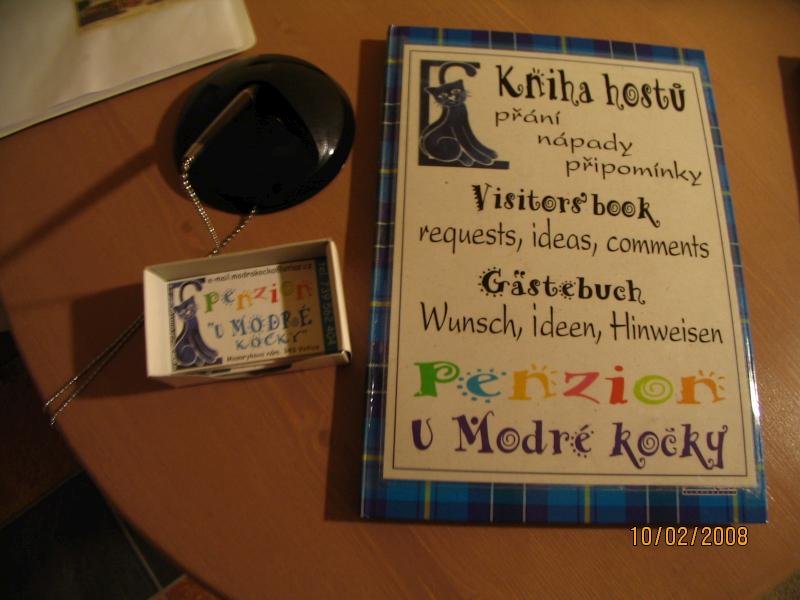 Kniha hostů
přání
nápady
připomínky
Visitors' book
requests, ideas, comments
Gästebuch
Wunsch, ideen, Hinweisen
Penzion
U Modré kočky
Penzion
"U MODRÉ
KOČKY"
10/02/2008